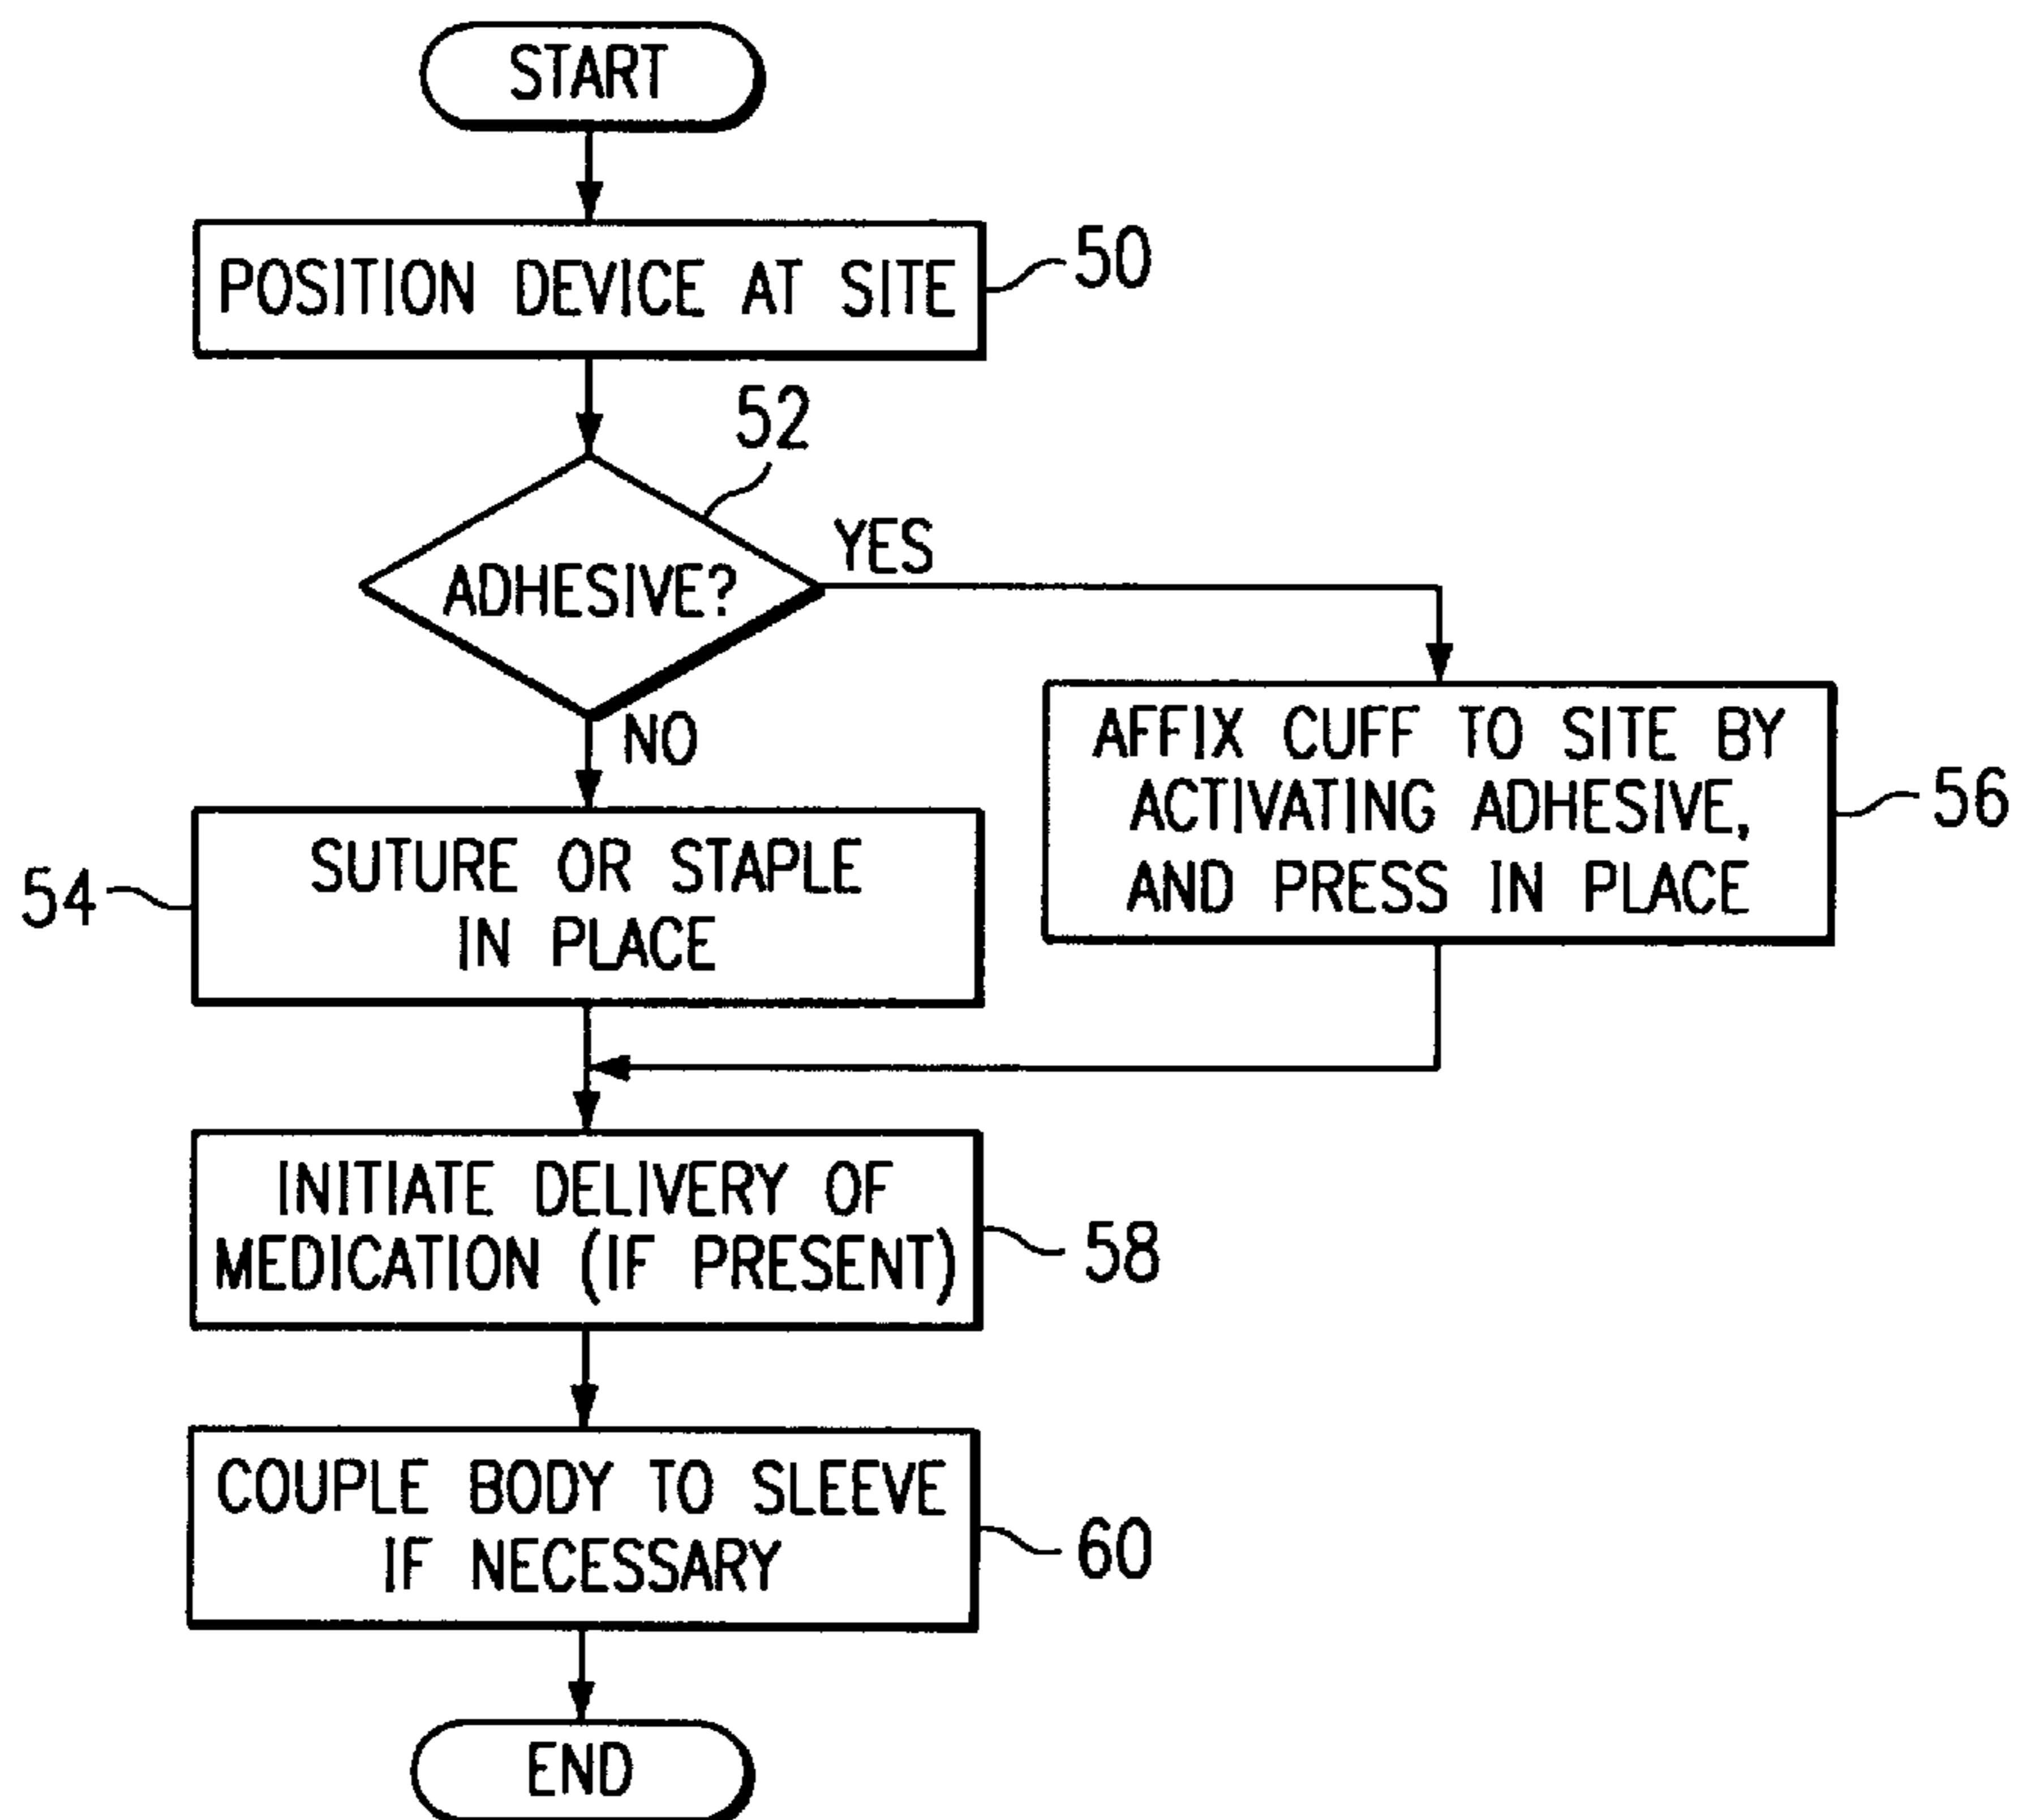 START
POSITION DEVICE AT SITE
50
52
ADHESIVE?
YES
NO
AFFIX CUFF TO SITE BY
ACTIVATING ADHESIVE,
AND PRESS IN PLACE
56
SUTURE OR STAPLE
IN PLACE
54
INITIATE DELIVERY OF
MEDICATION (IF PRESENT)
58
COUPLE BODY TO SLEEVE
IF NECESSARY
60
END